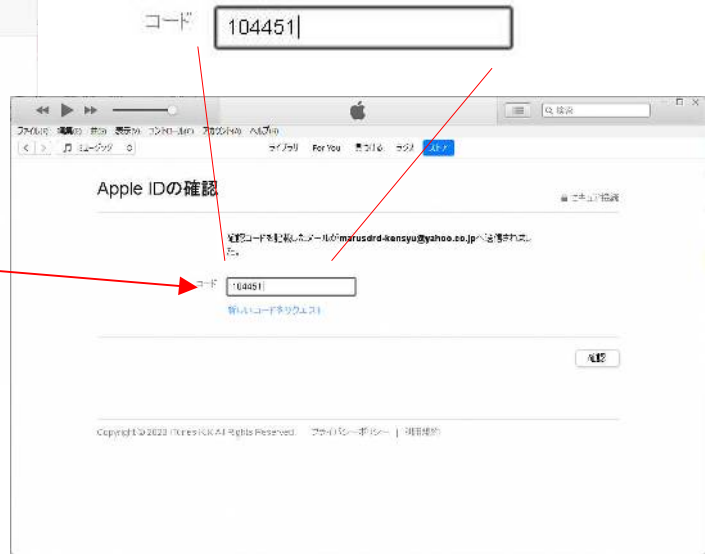 コード 104451
検索
ファイル(F) 編集(E) 曲(S) 表示(V) コントロール(C) アカウント(A) ヘルプ(H)
ミュージック ライブラリ For You 見つける ラジオ ストア
Apple IDの確認
セキュア接続
確認コードを記載したメールがmarusdrd-kensyu@yahoo.co.jpへ送信されまし
た。
コード 104451
新しいコードをリクエスト
確認
Copyright © 2020 iTunes K.K. All Rights Reserved. プライバシーポリシー | 利用規約